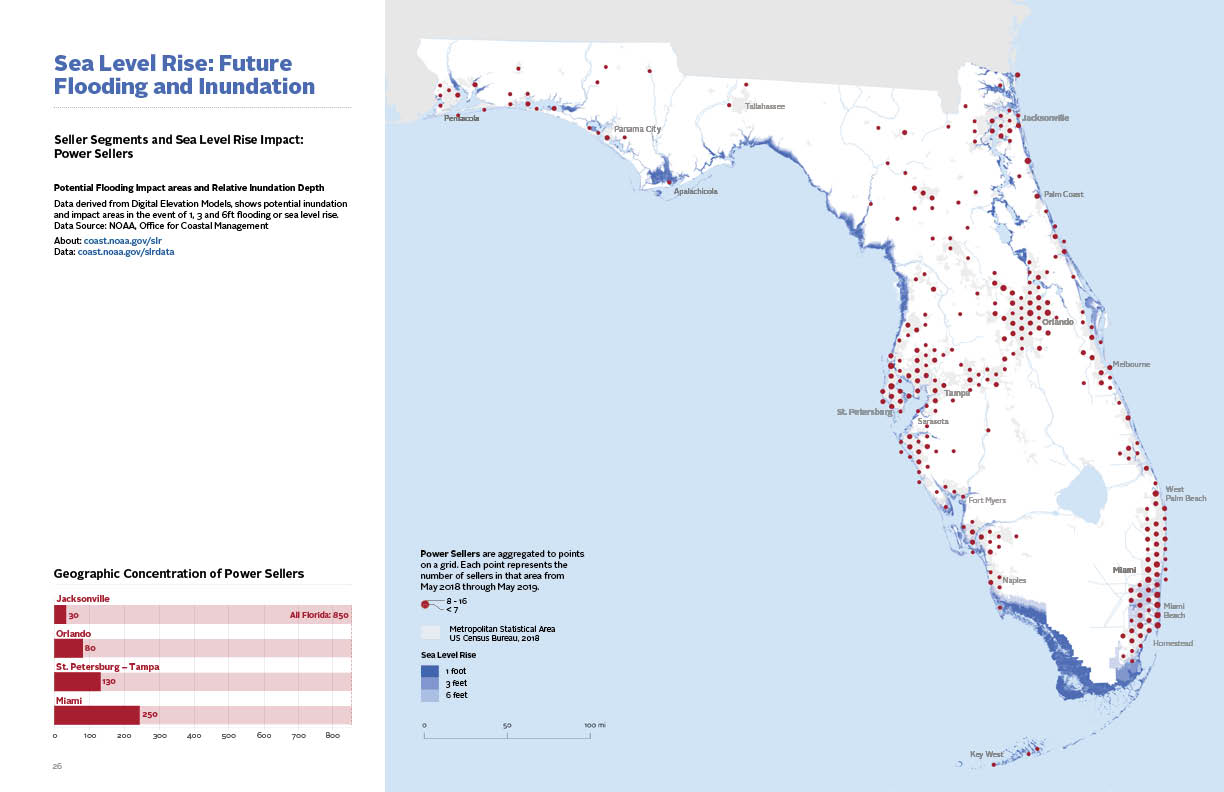 Sea Level Rise: Future
Flooding and Inundation
Seller Segments and Sea Level Rise Impact:
Power Sellers
Potential Flooding Impact areas and Relative Inundation Depth
Data derived from Digital Elevation Models, shows potential inundation
and impact areas in the event of 1, 3 and 6ft flooding or sea level rise.
Data Source: NOAA, Office for Coastal Management
About: coast.noaa.gov/slr
Data: coast.noaa.gov/slrdata
Geographic Concentration of Power Sellers
Jacksonville
30
All Florida: 850
Orlando
80
St. Petersburg – Tampa
130
Miami
250
0 100 200 300 400 500 600 700 800
26
Pensacola
Panama City
Apalachicola
Tallahassee
Jacksonville
Palm Coast
Orlando
Melbourne
Tampa
St. Petersburg
Sarasota
Fort Myers
West
Palm Beach
Naples
Miami
Miami
Beach
Homestead
Key West
Power Sellers are aggregated to points
on a grid. Each point represents the
number of sellers in that area from
May 2018 through May 2019.
8 - 16
< 7
Metropolitan Statistical Area
US Census Bureau, 2018
Sea Level Rise
1 foot
3 feet
6 feet
0 50 100 mi